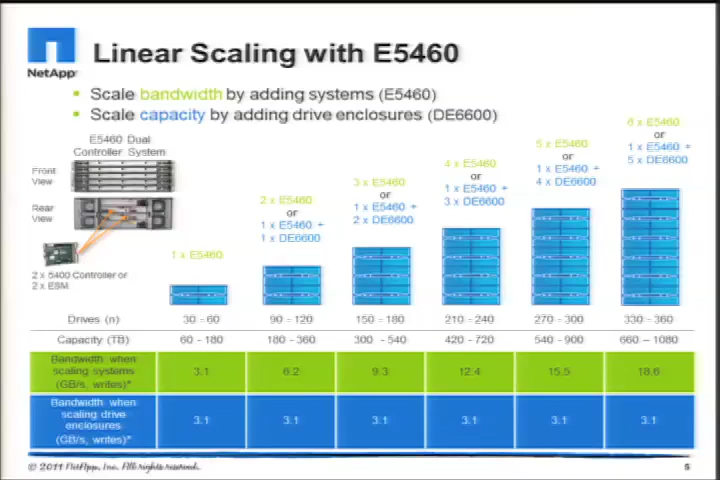 NetApp
Linear Scaling with E5460
Scale bandwidth by adding systems (E5460)
Scale capacity by adding drive enclosures (DE6600)
E5460 Dual
Controller System
Front
View
Rear
View
2 x 5400 Controller or
2 x ESM
1 x E5460
2 x E5460
or
1 x E5460 +
1 x DE6600
3 x E5460
or
1 x E5460 +
2 x DE6600
4 x E5460
or
1 x E5460 +
3 x DE6600
5 x E5460
or
1 x E5460 +
4 x DE6600
6 x E5460
or
1 x E5460 +
5 x DE6600
Drives (n) 30 - 60 90 - 120 150 - 180 210 - 240 270 - 300 330 - 360
Capacity (TB) 60 - 180 180 - 360 300 - 540 420 - 720 540 - 900 660 – 1080
Bandwidth when
scaling systems
(GB/s, writes)* 3.1 6.2 9.3 12.4 15.5 18.6
Bandwidth when
scaling drive
enclosures
(GB/s, writes)* 3.1 3.1 3.1 3.1 3.1 3.1
© 2011 NetApp, Inc. All rights reserved.